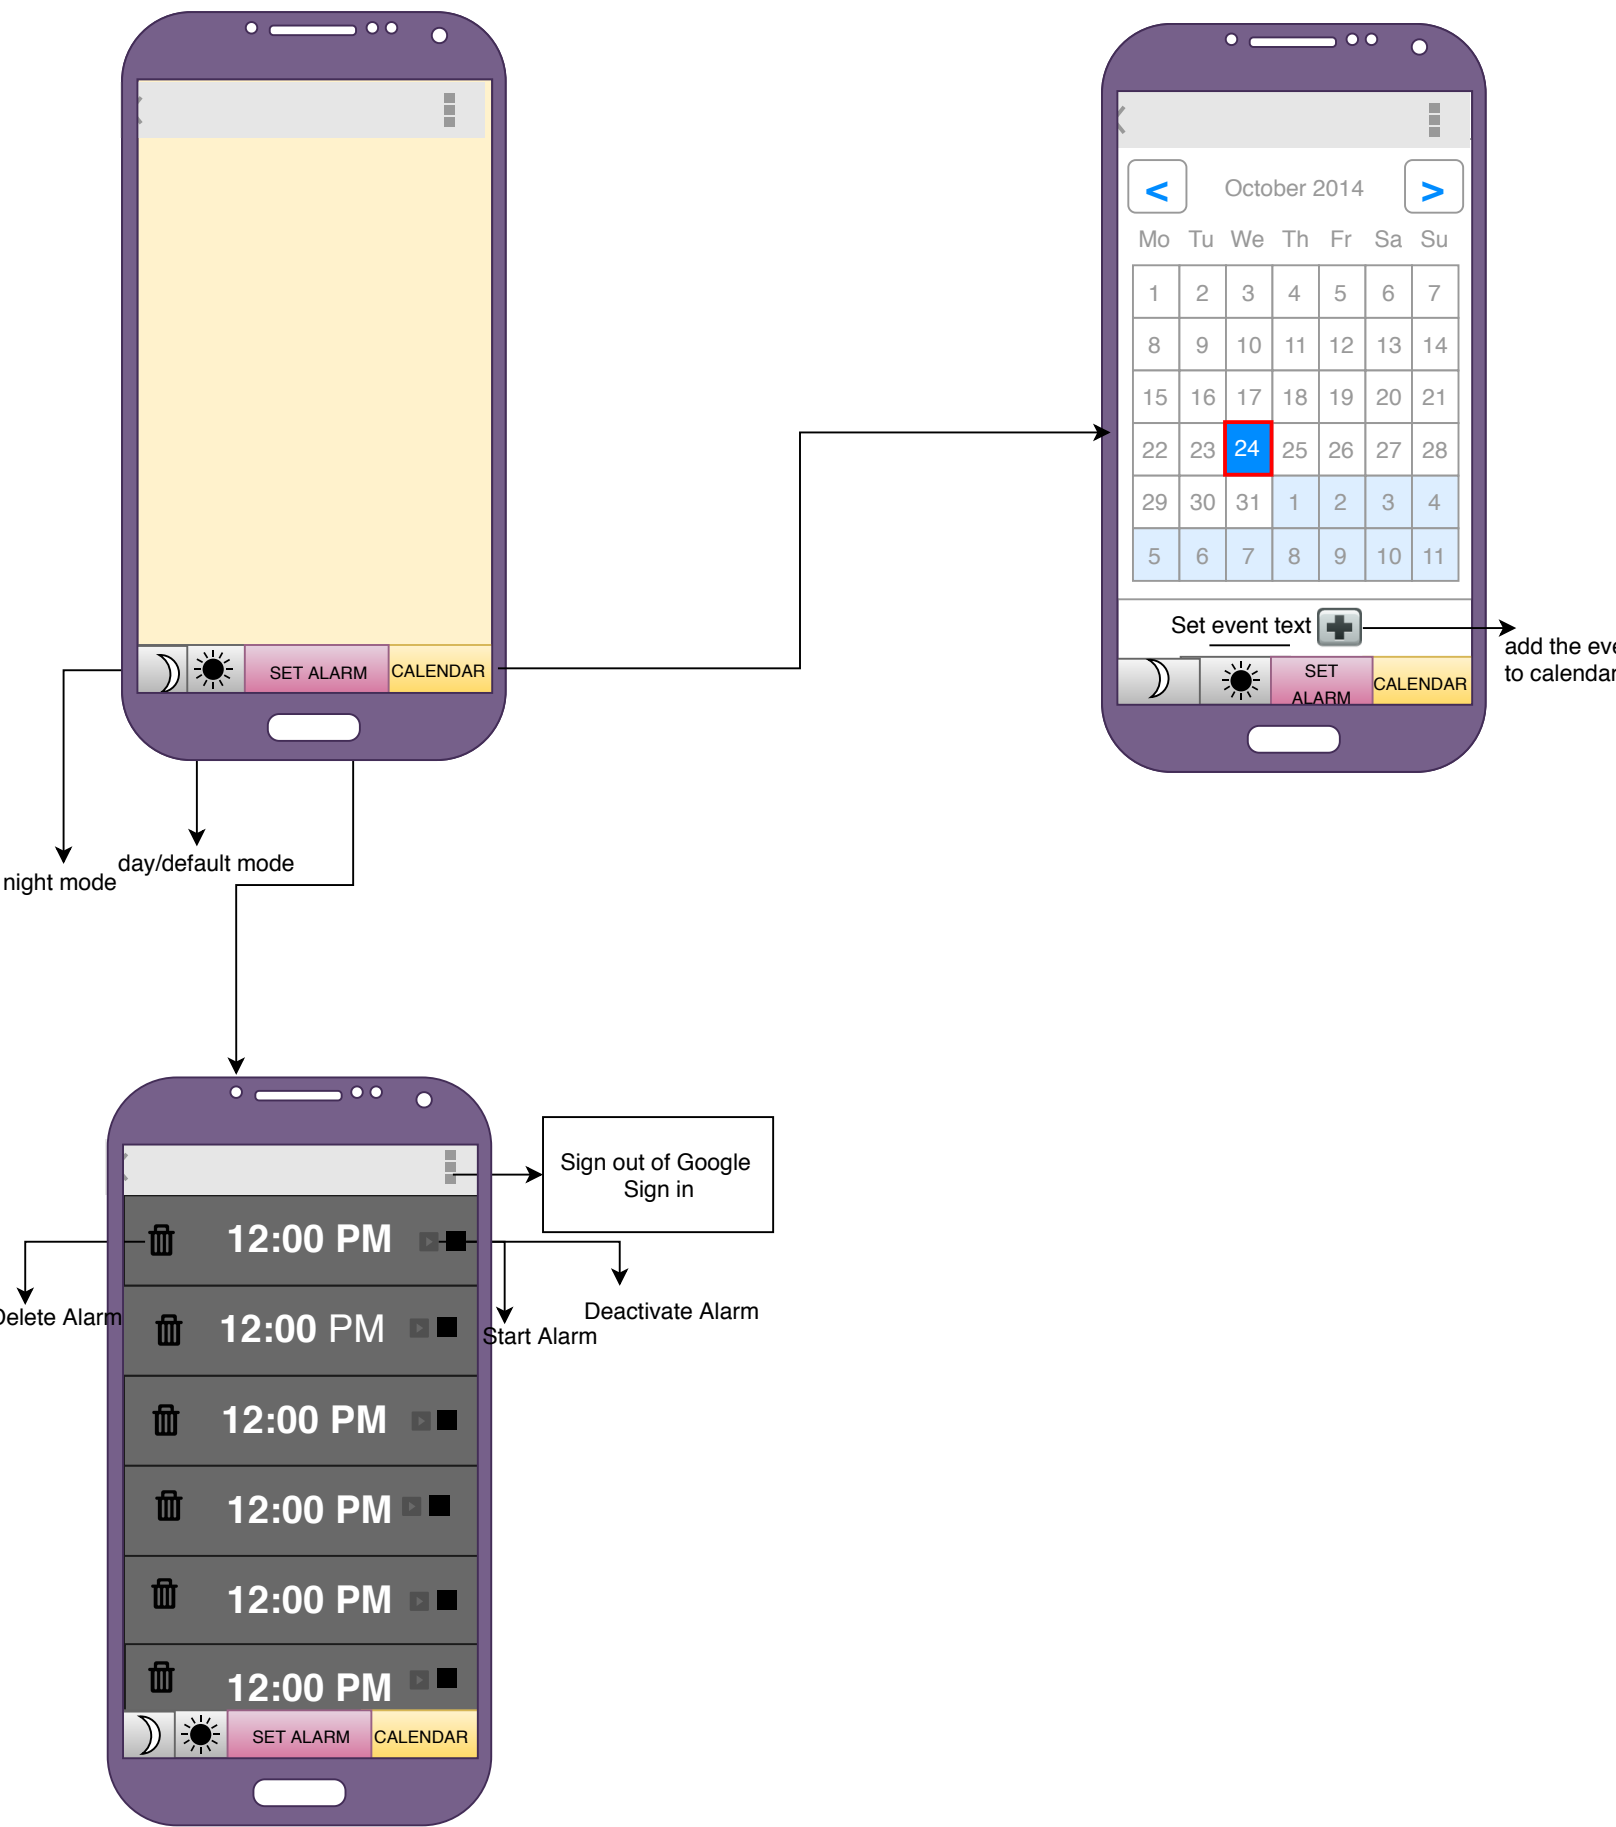 SET ALARM
CALENDAR
night mode
day/default mode
< October 2014 >
Mo Tu We Th Fr Sa Su
1 2 3 4 5 6 7
8 9 10 11 12 13 14
15 16 17 18 19 20 21
22 23 24 25 26 27 28
29 30 31 1 2 3 4
5 6 7 8 9 10 11
Set event text
SET
ALARM
CALENDAR
add the eve
to calendar
Sign out of Google
Sign in
12:00 PM
Delete Alarm
Start Alarm
Deactivate Alarm
12:00 PM
12:00 PM
12:00 PM
12:00 PM
12:00 PM
SET ALARM
CALENDAR